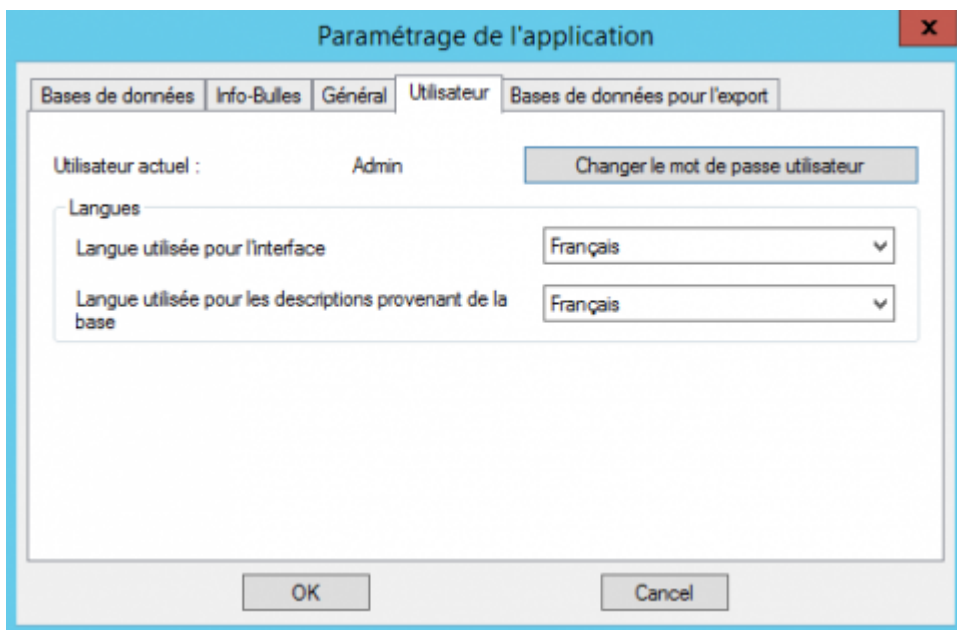 Paramétrage de l'application
x
Bases de données Info-Bulles Général Utilisateur Bases de données pour l'export
Utilisateur actuel : Admin Changer le mot de passe utilisateur
Langues
Langue utilisée pour l'interface Français
Langue utilisée pour les descriptions provenant de la Français
base
OK Cancel